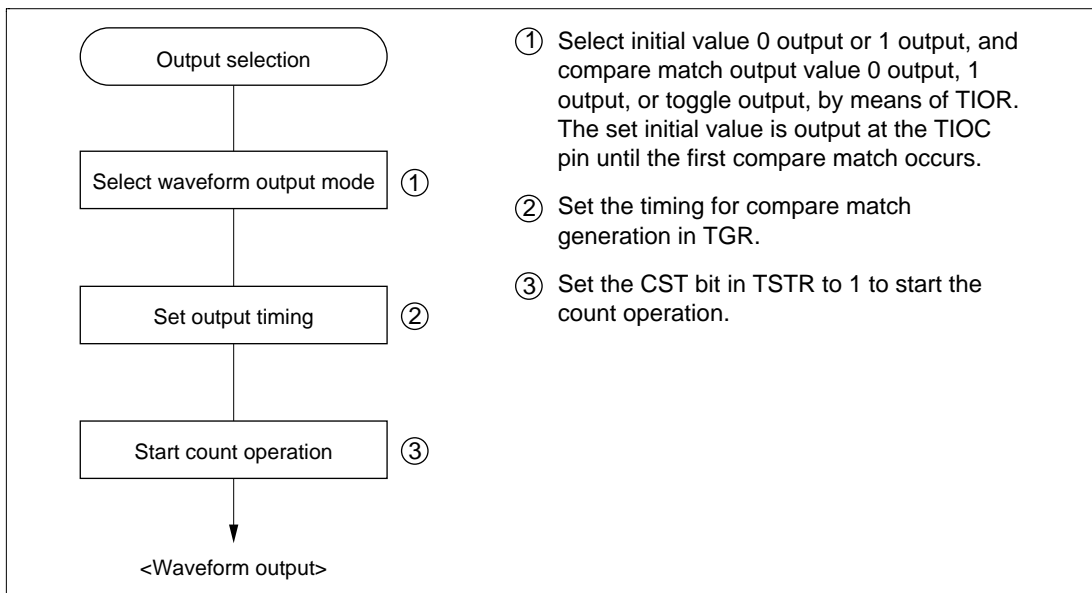 Output selection
Select waveform output mode ①
Set output timing ②
Start count operation ③
<Waveform output>
① Select initial value 0 output or 1 output, and
compare match output value 0 output, 1
output, or toggle output, by means of TIOR.
The set initial value is output at the TIOC
pin until the first compare match occurs.
② Set the timing for compare match
generation in TGR.
③ Set the CST bit in TSTR to 1 to start the
count operation.